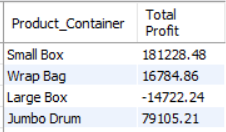 Product_Container Total Profit
Small Box 181228.48
Wrap Bag 16784.86
Large Box -14722.24
Jumbo Drum 79105.21